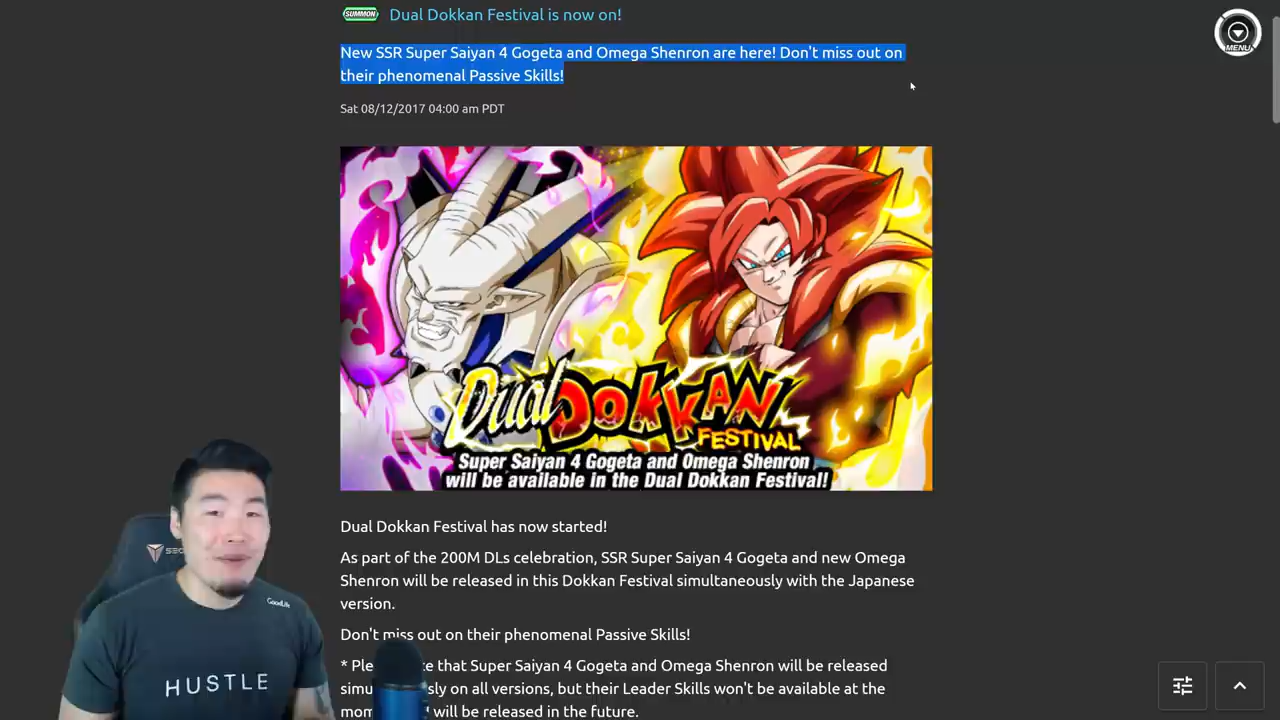 SUMMON Dual Dokkan Festival is now on!
MENU
New SSR Super Saiyan 4 Gogeta and Omega Shenron are here! Don't miss out on
their phenomenal Passive Skills!
Sat 08/12/2017 04:00 am PDT
Dual DOKKAN
FESTIVAL
Super Saiyan 4 Gogeta and Omega Shenron
will be available in the Dual Dokkan Festival!
Dual Dokkan Festival has now started!
As part of the 200M DLs celebration, SSR Super Saiyan 4 Gogeta and new Omega
Shenron will be released in this Dokkan Festival simultaneously with the Japanese
version.
Don't miss out on their phenomenal Passive Skills!
* that Super Saiyan 4 Gogeta and Omega Shenron will be released
on all versions, but their Leader Skills won't be available at the
will be released in the future.
GoodLife
HUSTLE